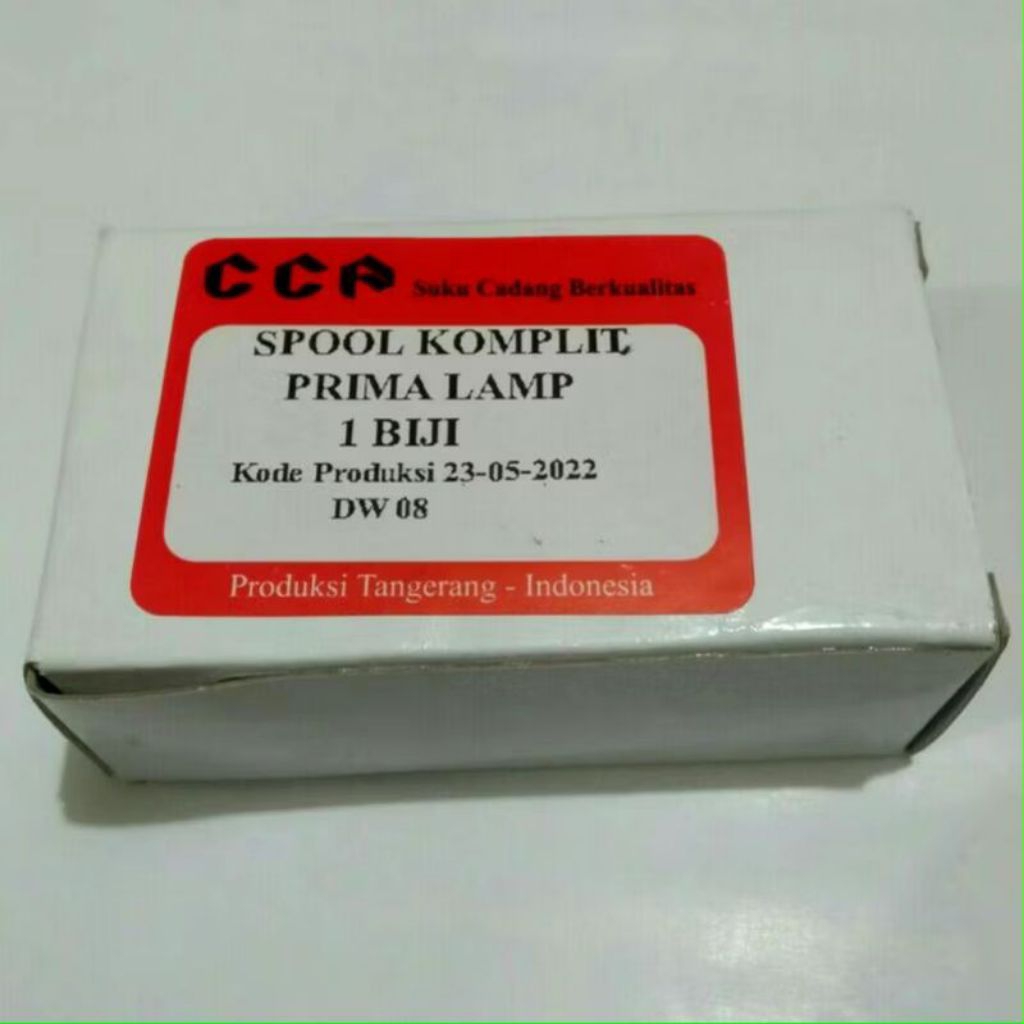 CCP Suku Cadang Berkualitas
SPOOL KOMPLIT,
PRIMA LAMP
1 BIJI
Kode Produksi 23-05-2022
DW 08
Produksi Tangerang - Indonesia